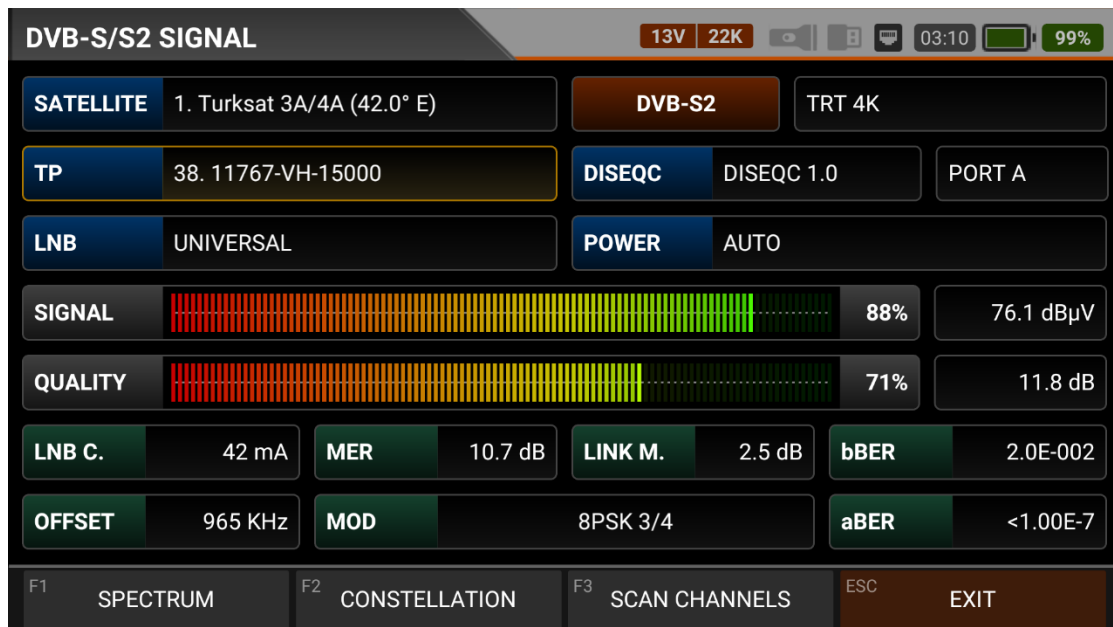 DVB-S/S2 SIGNAL 13V 22K 03:10 99%
SATELLITE 1. Turksat 3A/4A (42.0° E) DVB-S2 TRT 4K
TP 38. 11767-VH-15000 DISEQC DISEQC 1.0 PORT A
LNB UNIVERSAL POWER AUTO
SIGNAL 88% 76.1 dBµV
QUALITY 71% 11.8 dB
LNB C. 42 mA MER 10.7 dB LINK M. 2.5 dB bBER 2.0E-002
OFFSET 965 KHz MOD 8PSK 3/4 aBER <1.00E-7
F1 SPECTRUM F2 CONSTELLATION F3 SCAN CHANNELS ESC EXIT